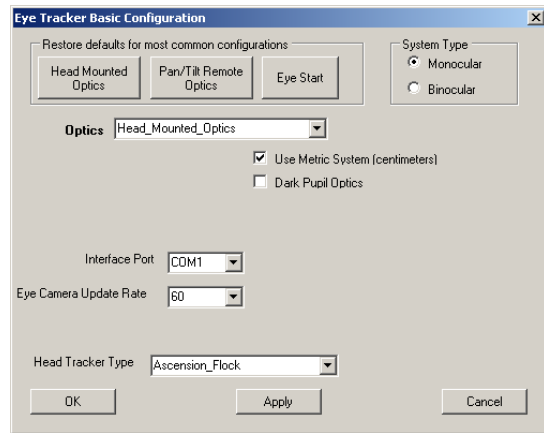 Eye Tracker Basic Configuration
Restore defaults for most common configurations
Head Mounted
Optics
Pan/Tilt Remote
Optics
Eye Start
System Type
Monocular
Binocular
Optics Head_Mounted_Optics
Use Metric System (centimeters)
Dark Pupil Optics
Interface Port COM1
Eye Camera Update Rate 60
Head Tracker Type Ascension_Flock
OK Apply Cancel